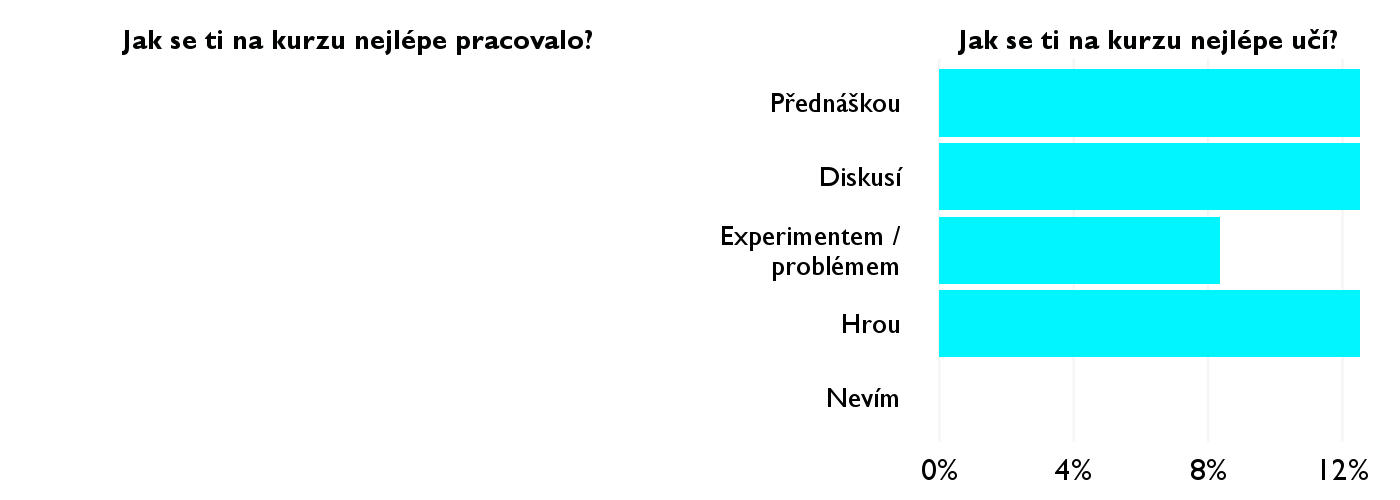 Jak se ti na kurzu nejlépe pracovalo?
Jak se ti na kurzu nejlépe učí?
Přednáškou
Diskusí
Experimentem /
problémem
Hrou
Nevím
0% 4% 8% 12%